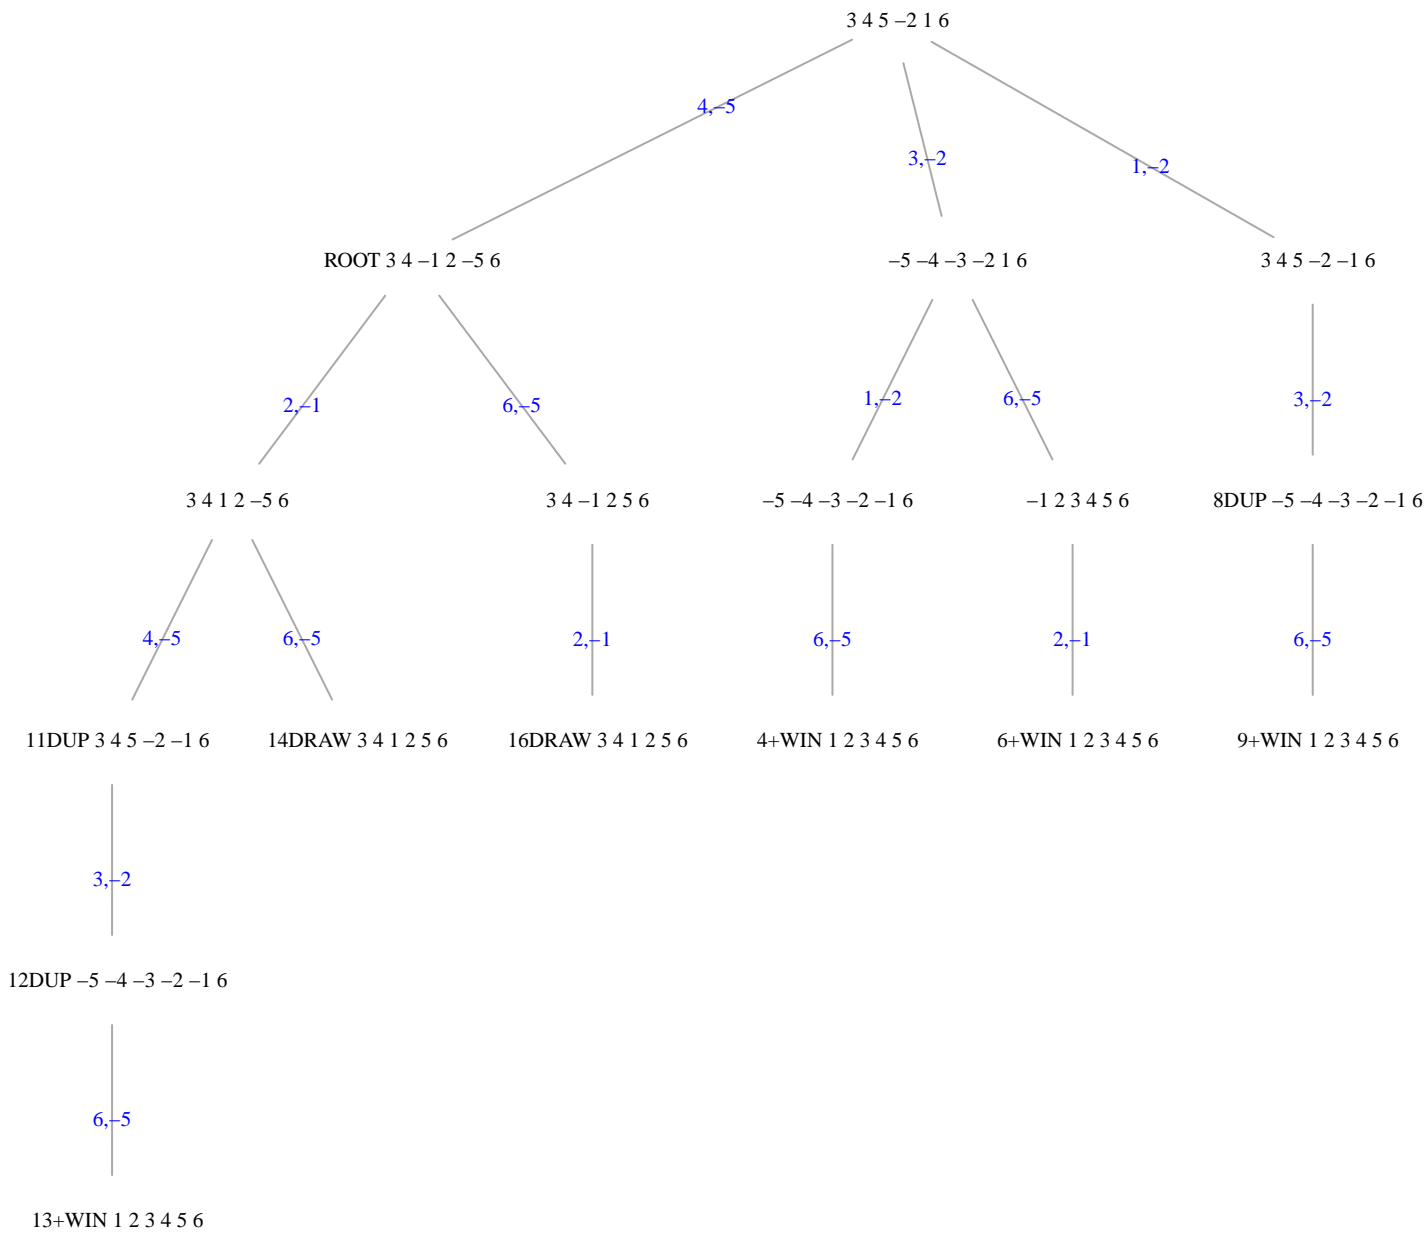 3 4 5 −2 1 6
4,−5
3,−2
1,−2
ROOT 3 4 −1 2 −5 6
−5 −4 −3 −2 1 6
3 4 5 −2 −1 6
2,−1
6,−5
1,−2
6,−5
3,−2
3 4 1 2 −5 6
3 4 −1 2 5 6
−5 −4 −3 −2 −1 6
−1 2 3 4 5 6
8DUP −5 −4 −3 −2 −1 6
4,−5
6,−5
2,−1
6,−5
2,−1
6,−5
11DUP 3 4 5 −2 −1 6
14DRAW 3 4 1 2 5 6
16DRAW 3 4 1 2 5 6
4+WIN 1 2 3 4 5 6
6+WIN 1 2 3 4 5 6
9+WIN 1 2 3 4 5 6
3,−2
12DUP −5 −4 −3 −2 −1 6
6,−5
13+WIN 1 2 3 4 5 6